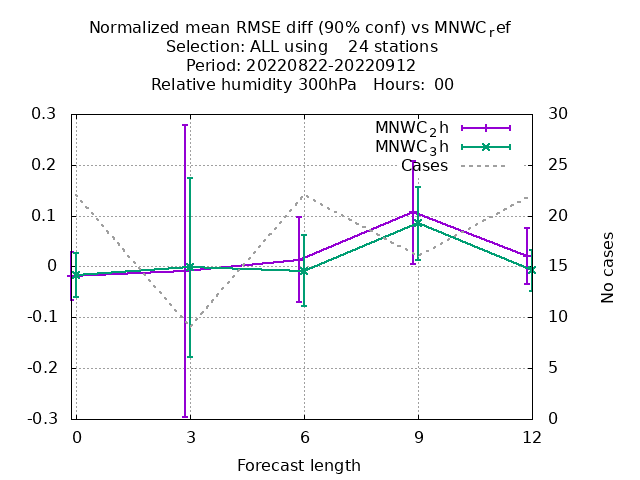 Normalized mean RMSE diff (90% conf) vs MNWC_ref
Selection: ALL using 24 stations
Period: 20220822-20220912
Relative humidity 300hPa Hours: 00
MNWC_2h
MNWC_3h
Cases
0.3
0.2
0.1
0
-0.1
-0.2
-0.3
30
25
20
15
10
5
0
No cases
0 3 6 9 12
Forecast length